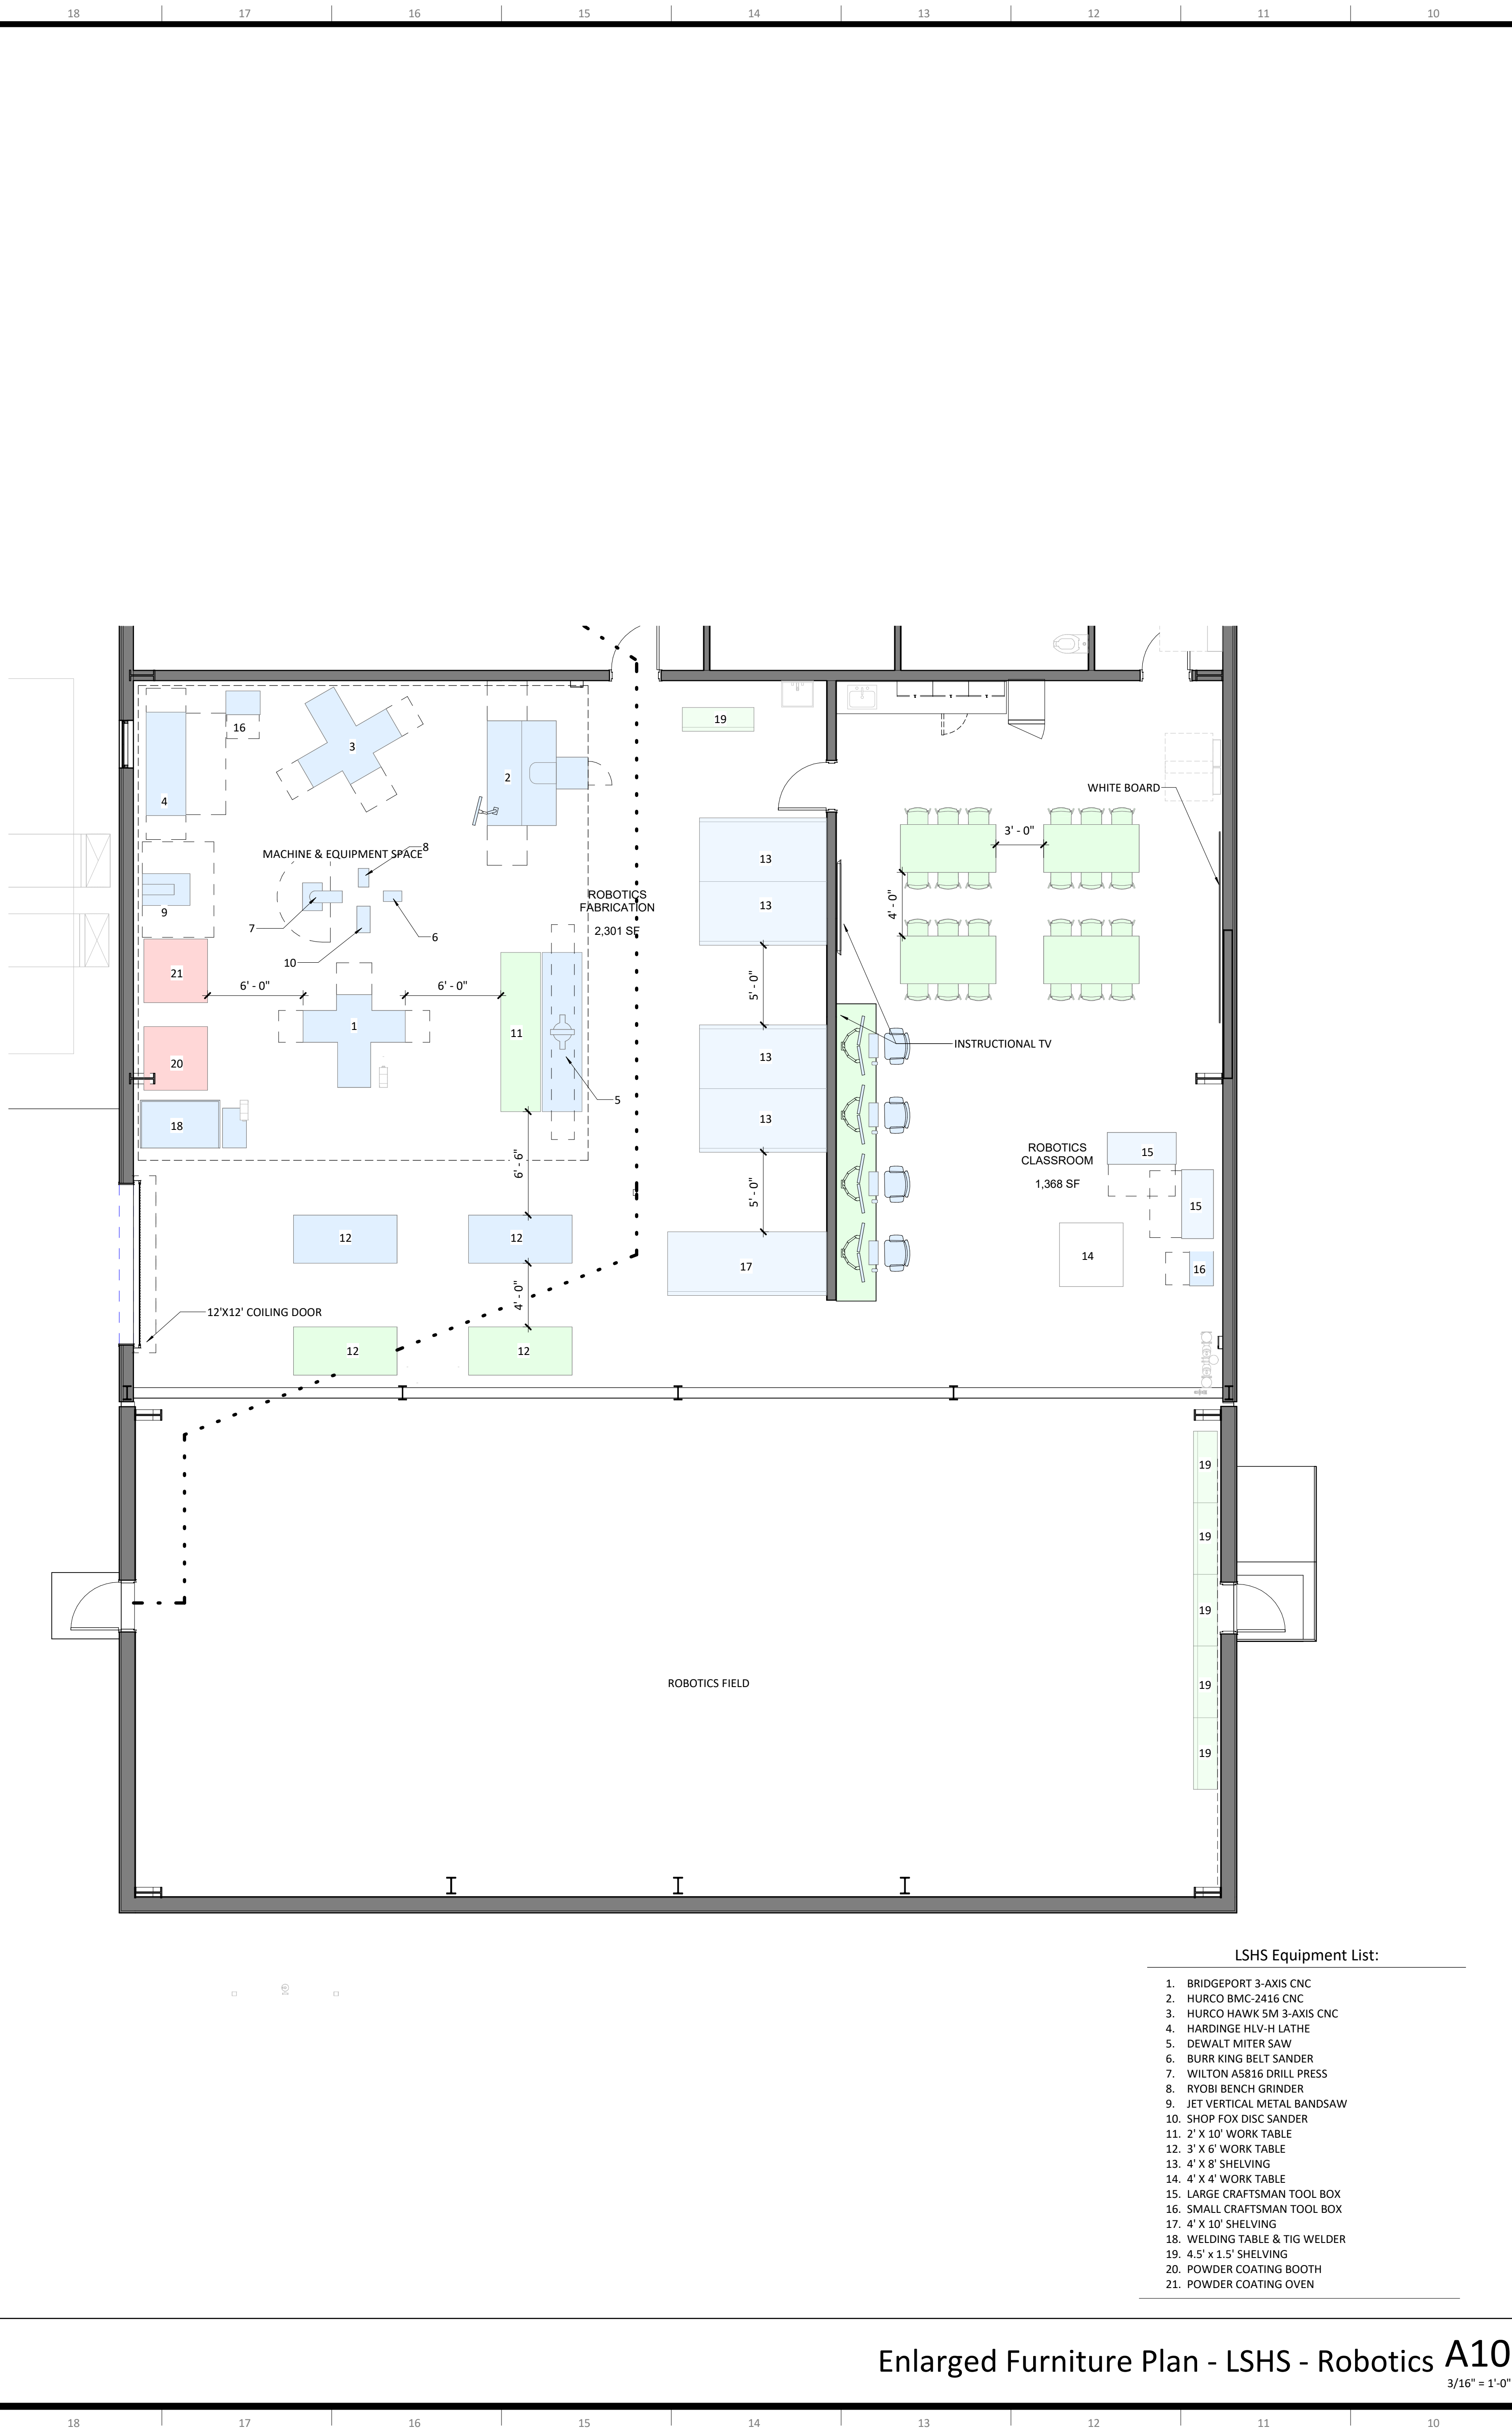 18 17 16 15 14 13 12 11 10
19
16
3
2
4
WHITE BOARD
8
MACHINE & EQUIPMENT SPACE
3' - 0"
13
ROBOTICS
FABRICATION
2,301 SF
13
4' - 0"
9
7
6
10
21
6' - 0"
6' - 0"
5' - 0"
1
11
INSTRUCTIONAL TV
13
20
5
13
18
ROBOTICS
CLASSROOM
1,368 SF
15
6' - 6"
5' - 0"
15
12
12
14
17
16
4' - 0"
12'X12' COILING DOOR
12
12
19
19
19
ROBOTICS FIELD
19
19
LSHS Equipment List:
1. BRIDGEPORT 3-AXIS CNC
2. HURCO BMC-2416 CNC
3. HURCO HAWK 5M 3-AXIS CNC
4. HARDINGE HLV-H LATHE
5. DEWALT MITER SAW
6. BURR KING BELT SANDER
7. WILTON A5816 DRILL PRESS
8. RYOBI BENCH GRINDER
9. JET VERTICAL METAL BANDSAW
10. SHOP FOX DISC SANDER
11. 2' X 10' WORK TABLE
12. 3' X 6' WORK TABLE
13. 4' X 8' SHELVING
14. 4' X 4' WORK TABLE
15. LARGE CRAFTSMAN TOOL BOX
16. SMALL CRAFTSMAN TOOL BOX
17. 4' X 10' SHELVING
18. WELDING TABLE & TIG WELDER
19. 4.5' x 1.5' SHELVING
20. POWDER COATING BOOTH
21. POWDER COATING OVEN
Enlarged Furniture Plan - LSHS - Robotics A10
3/16" = 1'-0"
18 17 16 15 14 13 12 11 10